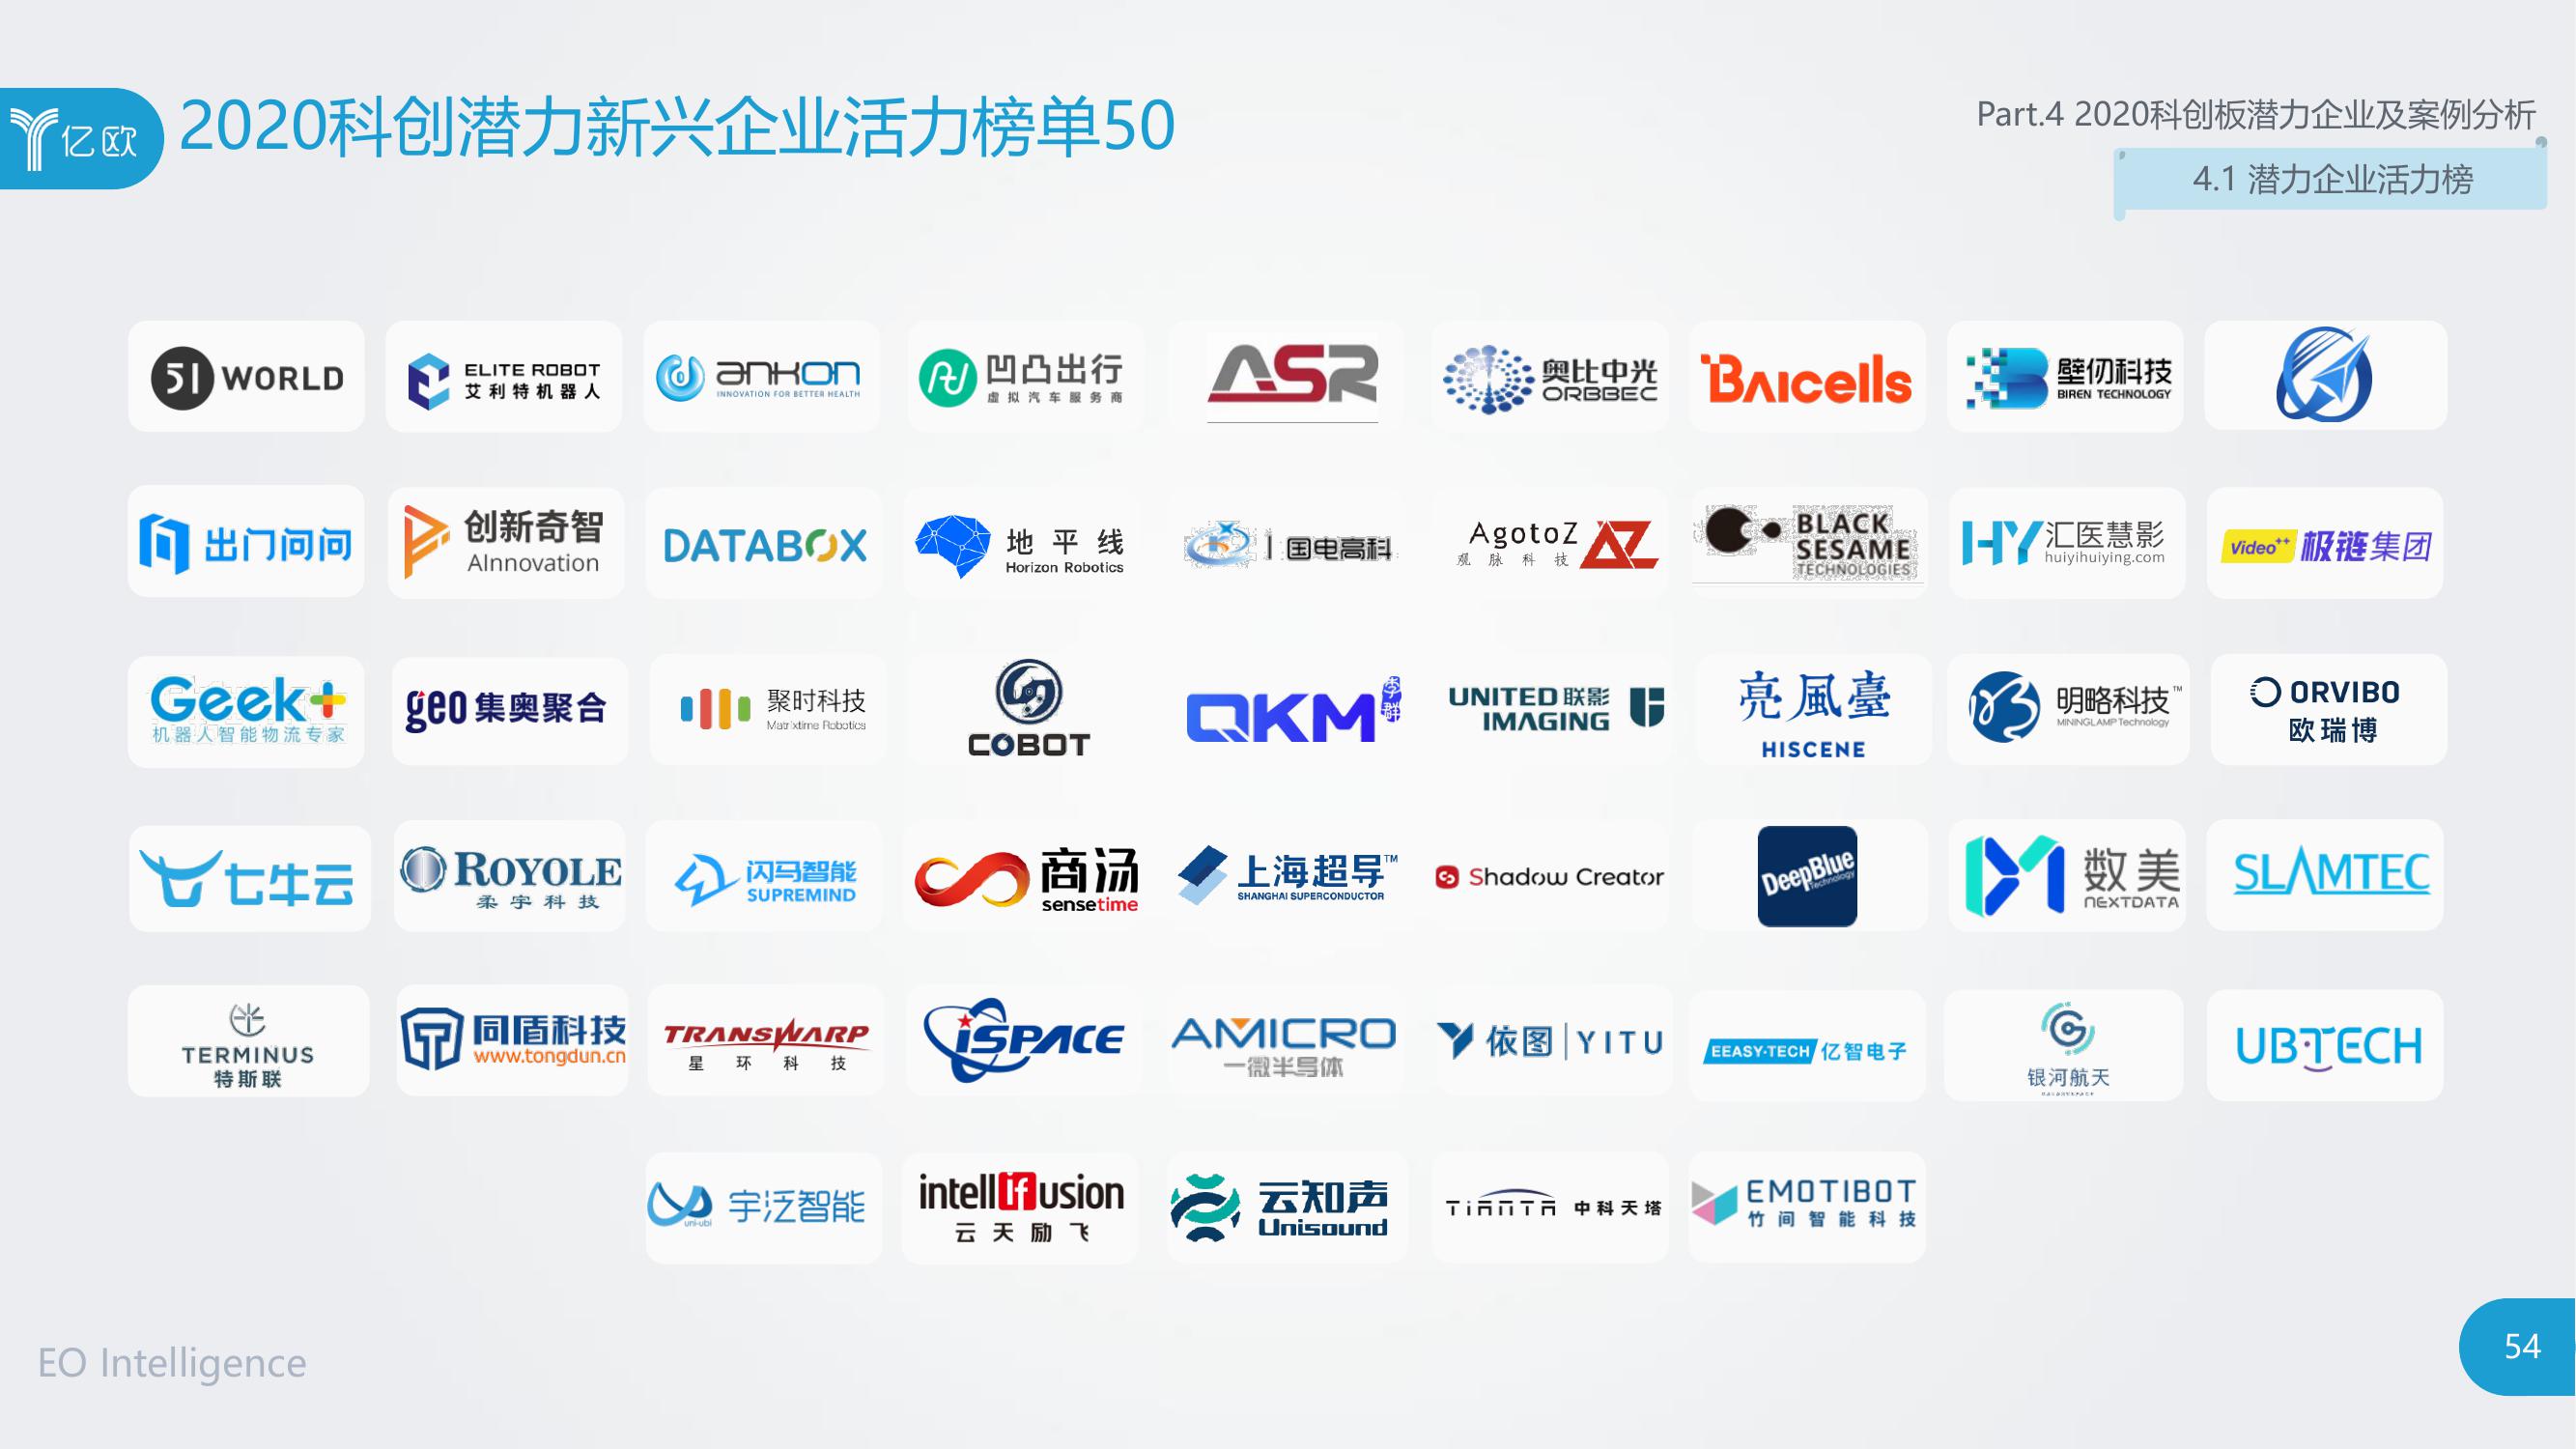 亿欧
2020科创潜力新兴企业活力榜单50
Part.4 2020科创板潜力企业及案例分析
4.1 潜力企业活力榜
51 WORLD
ELITE ROBOT
艾利特机器人
ANKON
INNOVATION FOR BETTER HEALTH
凹凸出行
虚拟汽车服务商
ASR
奥比中光
ORBBEC
BAICELLS
壁仞科技
BIREN TECHNOLOGY
出门问问
创新奇智
AInnovation
DATABOX
地平线
Horizon Robotics
国电高科
AgotoZ
观脉科技
BLACK
SESAME
TECHNOLOGIES
HY 汇医慧影
huiyihuiying.com
Video++ 极链集团
Geek+
机器人智能物流专家
geo 集奥聚合
聚时科技
Matrixtime Robotics
COBOT
QKM 李群
UNITED 联影
IMAGING
亮風臺
HISCENE
明略科技™
MININGLAMP Technology
ORVIBO
欧瑞博
七牛云
ROYOLE
柔宇科技
闪马智能
SUPREMIND
商汤
sensetime
上海超导™
SHANGHAI SUPERCONDUCTOR
Shadow Creator
DeepBlue
Technology
数美
NEXTDATA
SLAMTEC
TERMINUS
特斯联
同盾科技
www.tongdun.cn
TRANSWARP
星环科技
iSPACE
AMICRO
一微半导体
依图 | YITU
EEASY·TECH 亿智电子
银河航天
UBTECH
uni-ubi 宇泛智能
intellifusion
云天励飞
云知声
Unisound
TIANTA 中科天塔
EMOTIBOT
竹间智能科技
EO Intelligence
54